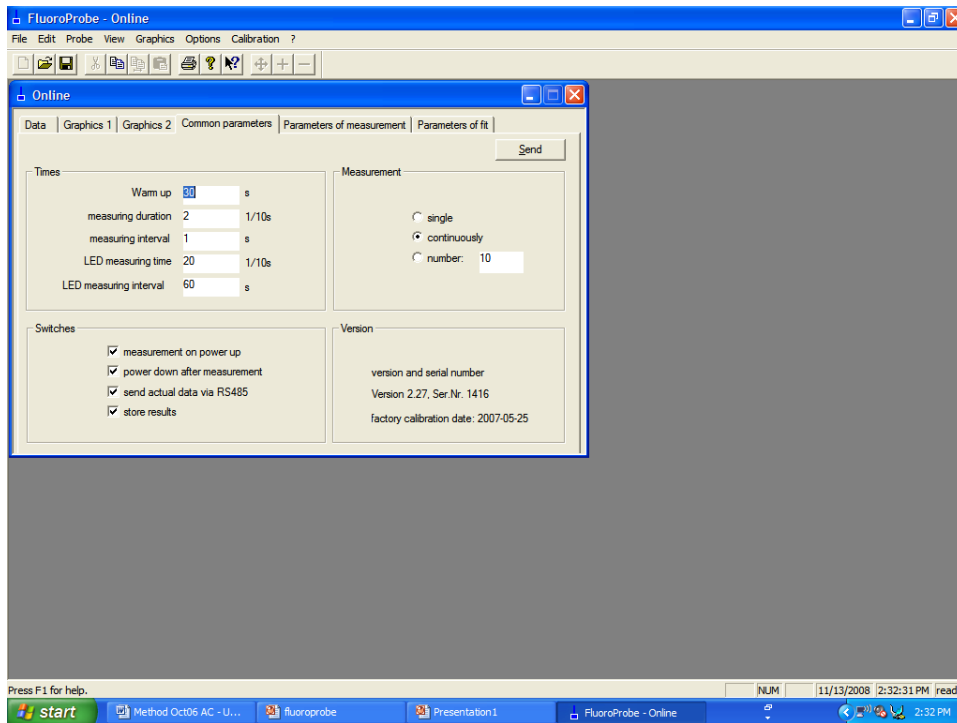 FluoroProbe - Online
File Edit Probe View Graphics Options Calibration ?
Online
Data Graphics 1 Graphics 2 Common parameters Parameters of measurement Parameters of fit
Send
Times
Warm up 30 s
measuring duration 2 1/10s
measuring interval 1 s
LED measuring time 20 1/10s
LED measuring interval 60 s
Measurement
single
continuously
number: 10
Switches
measurement on power up
power down after measurement
send actual data via RS485
store results
Version
version and serial number
Version 2.27, Ser.Nr. 1416
factory calibration date: 2007-05-25
Press F1 for help. NUM 11/13/2008 2:32:31 PM read
start Method Oct06 AC - U... fluoroprobe Presentation1 FluoroProbe - Online 2:32 PM